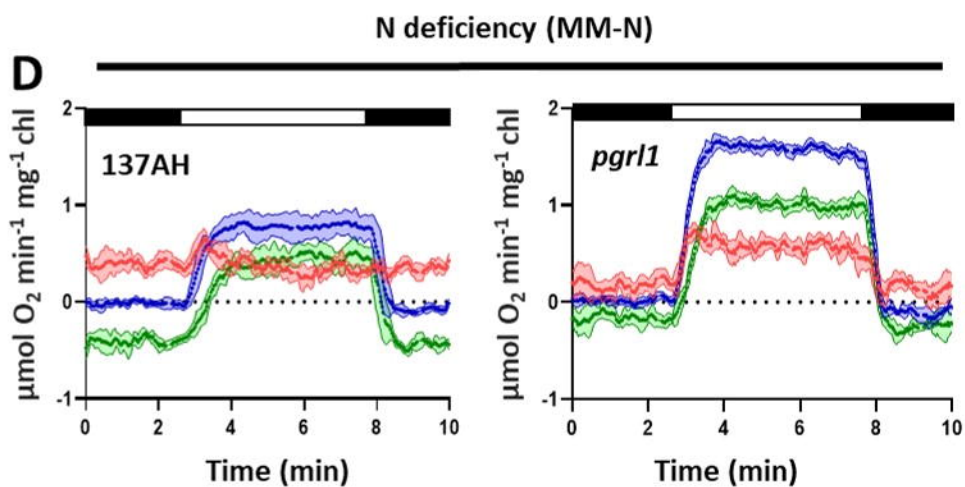 N deficiency (MM-N)
D
2
1
0
-1
137AH
µmol O₂ min⁻¹ mg⁻¹ chl
0 2 4 6 8 10
Time (min)
2
1
0
-1
pgrl1
µmol O₂ min⁻¹ mg⁻¹ chl
0 2 4 6 8 10
Time (min)